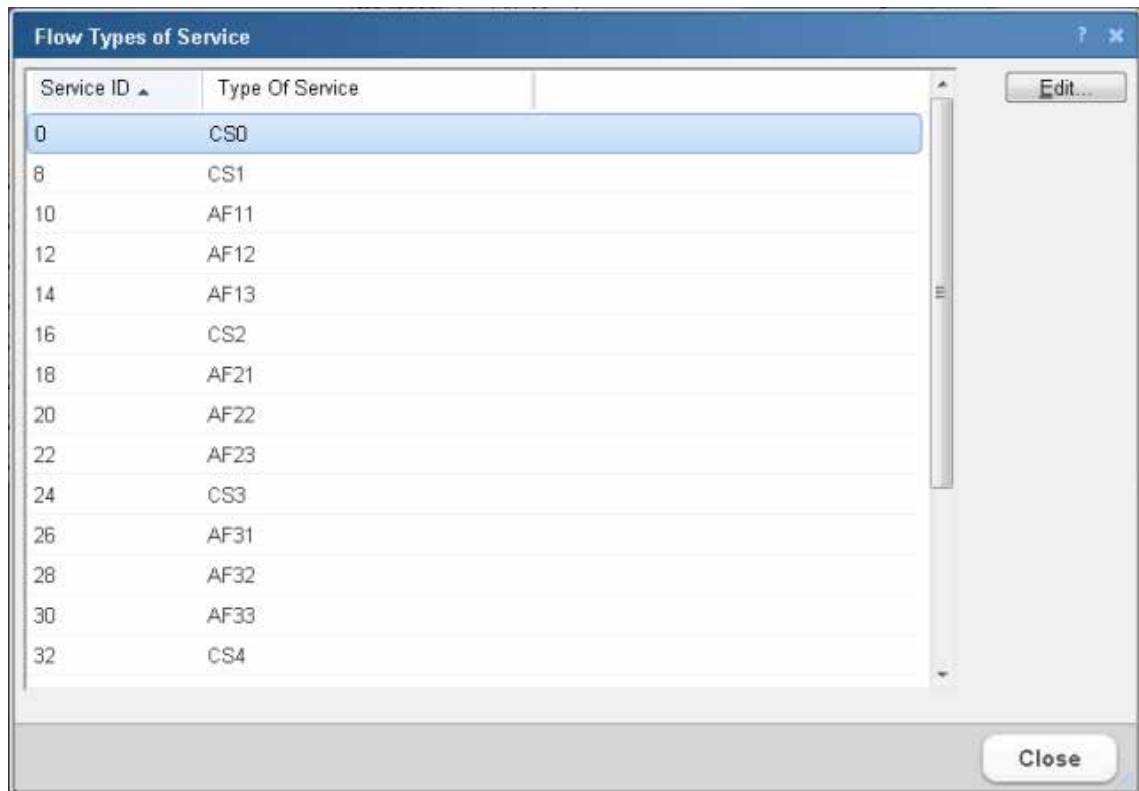 Flow Types of Service
Service ID Type Of Service
Edit...
0 CS0
8 CS1
10 AF11
12 AF12
14 AF13
16 CS2
18 AF21
20 AF22
22 AF23
24 CS3
26 AF31
28 AF32
30 AF33
32 CS4
Close